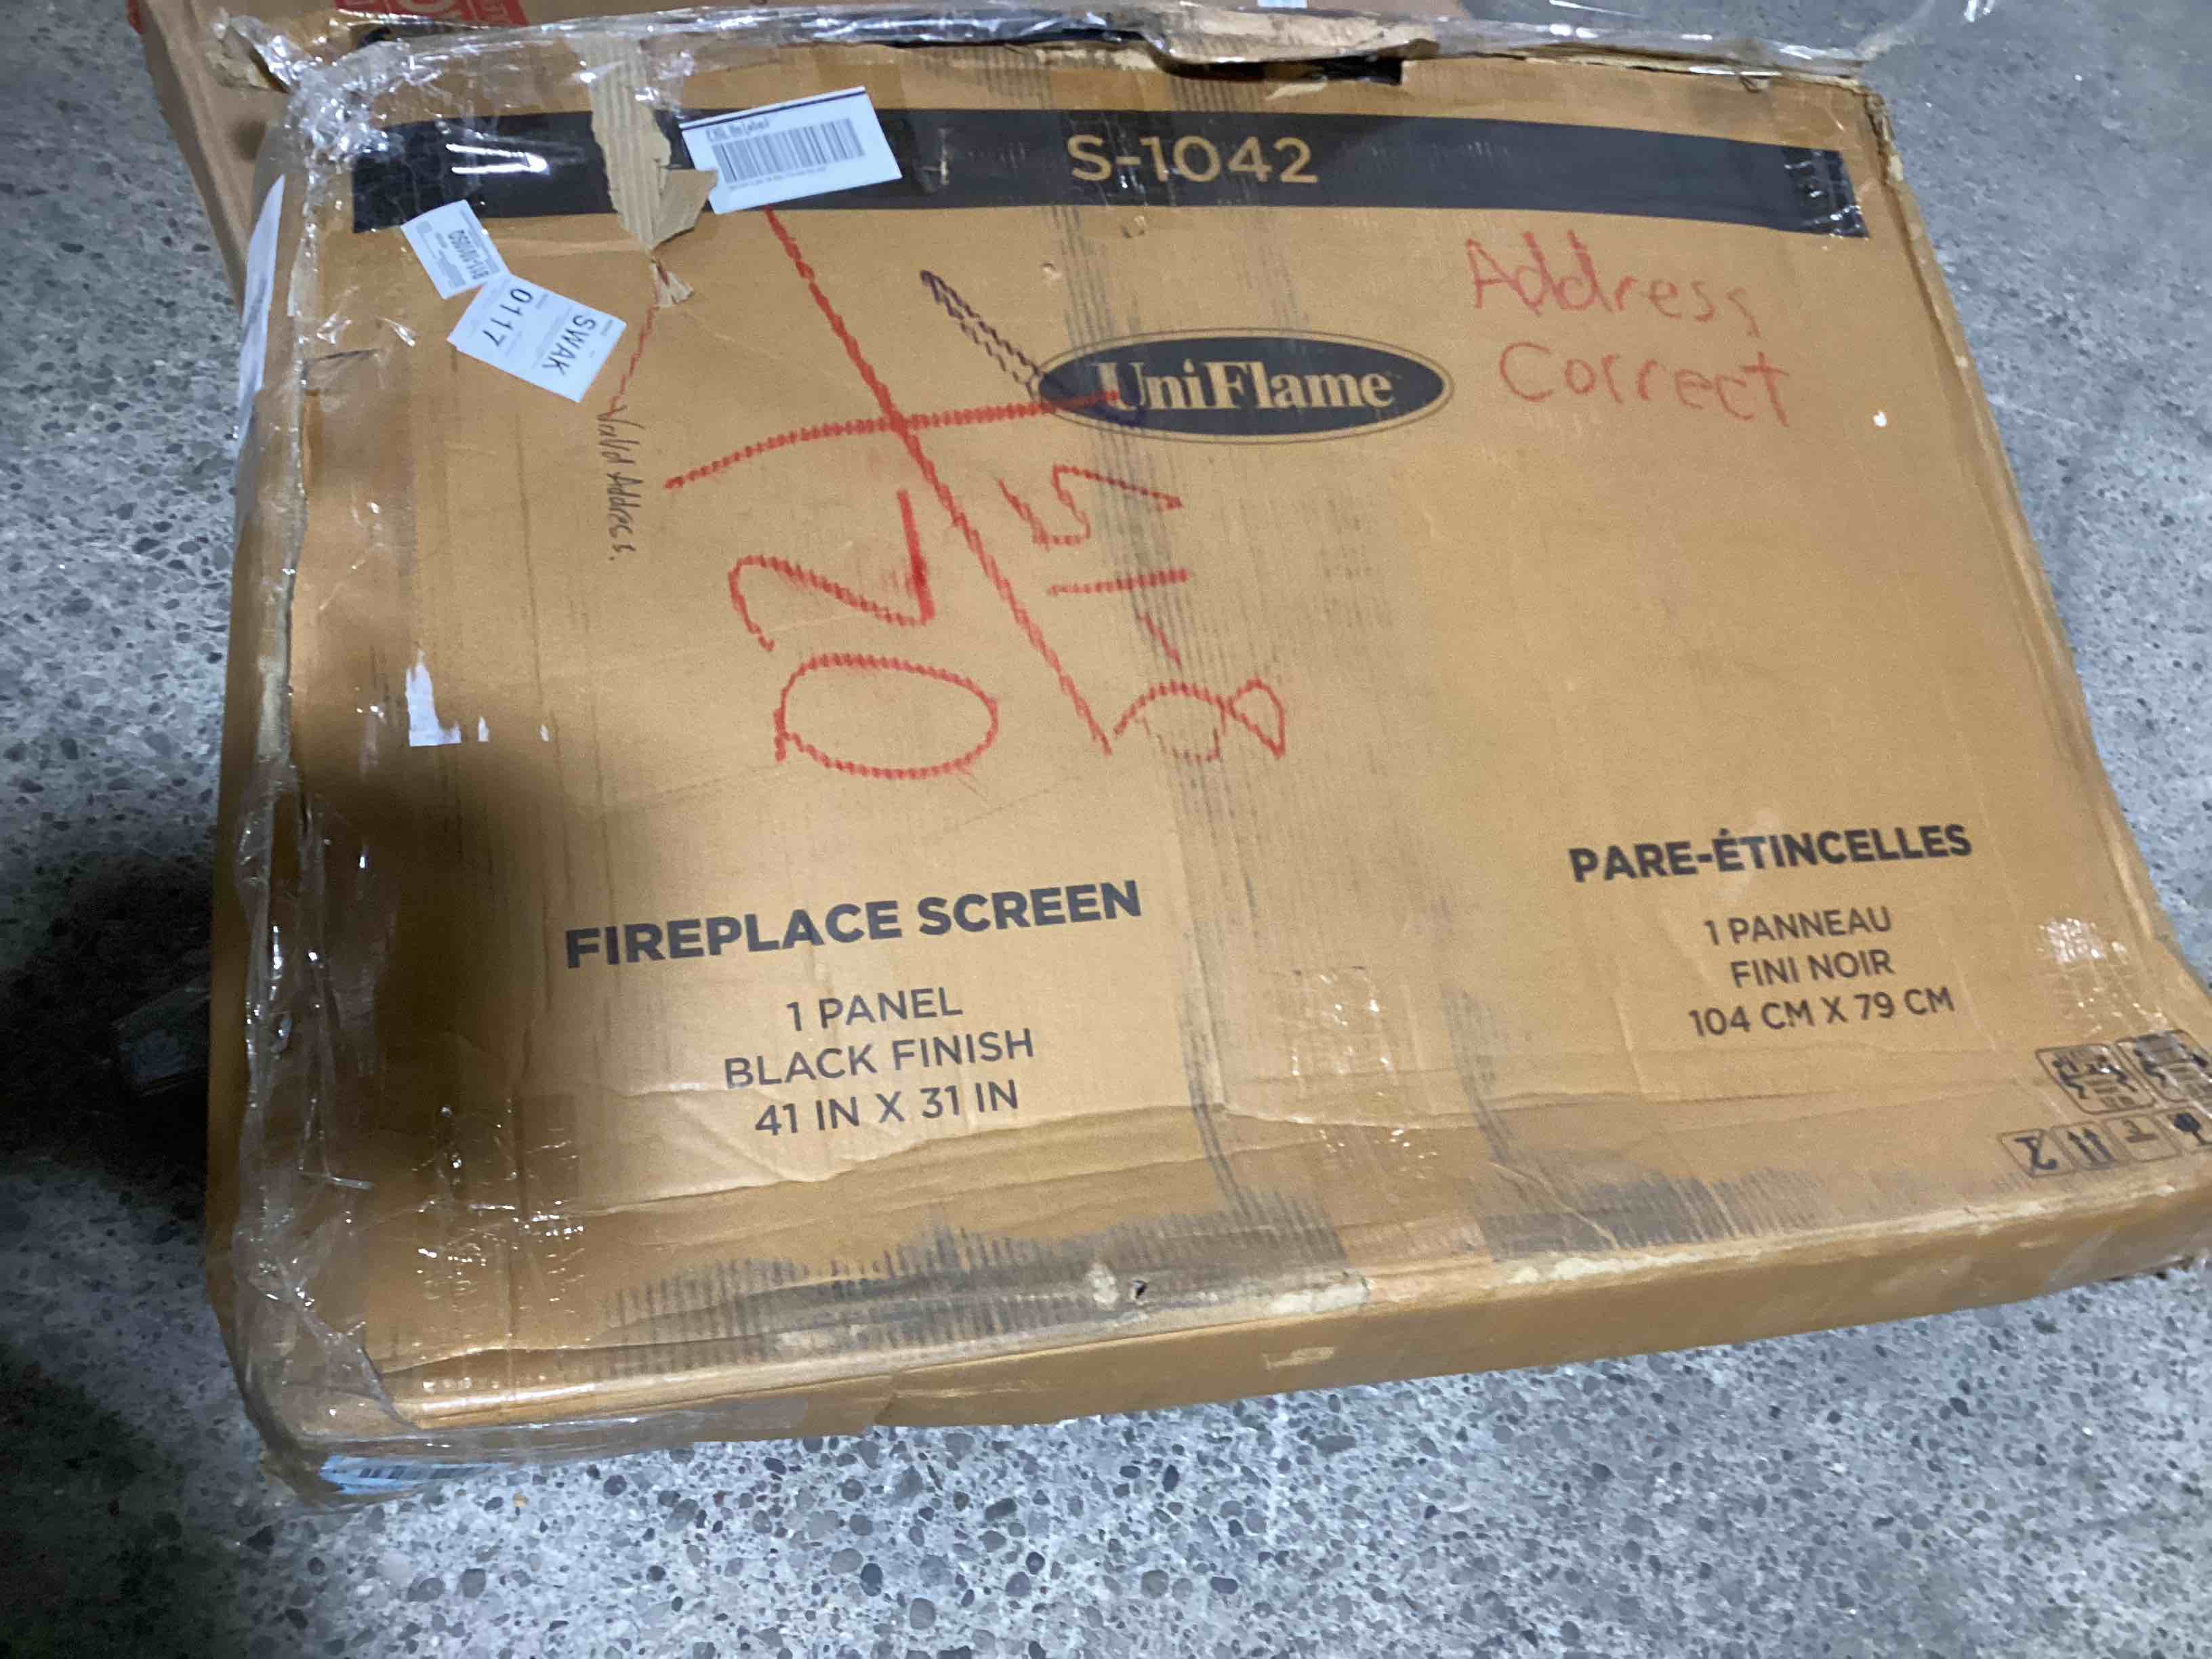 S-1042
SWAK
0117
Address
Correct
UniFlame
Valid Address.
02
FIREPLACE SCREEN
1 PANEL
BLACK FINISH
41 IN X 31 IN
PARE-ÉTINCELLES
1 PANNEAU
FINI NOIR
104 CM X 79 CM